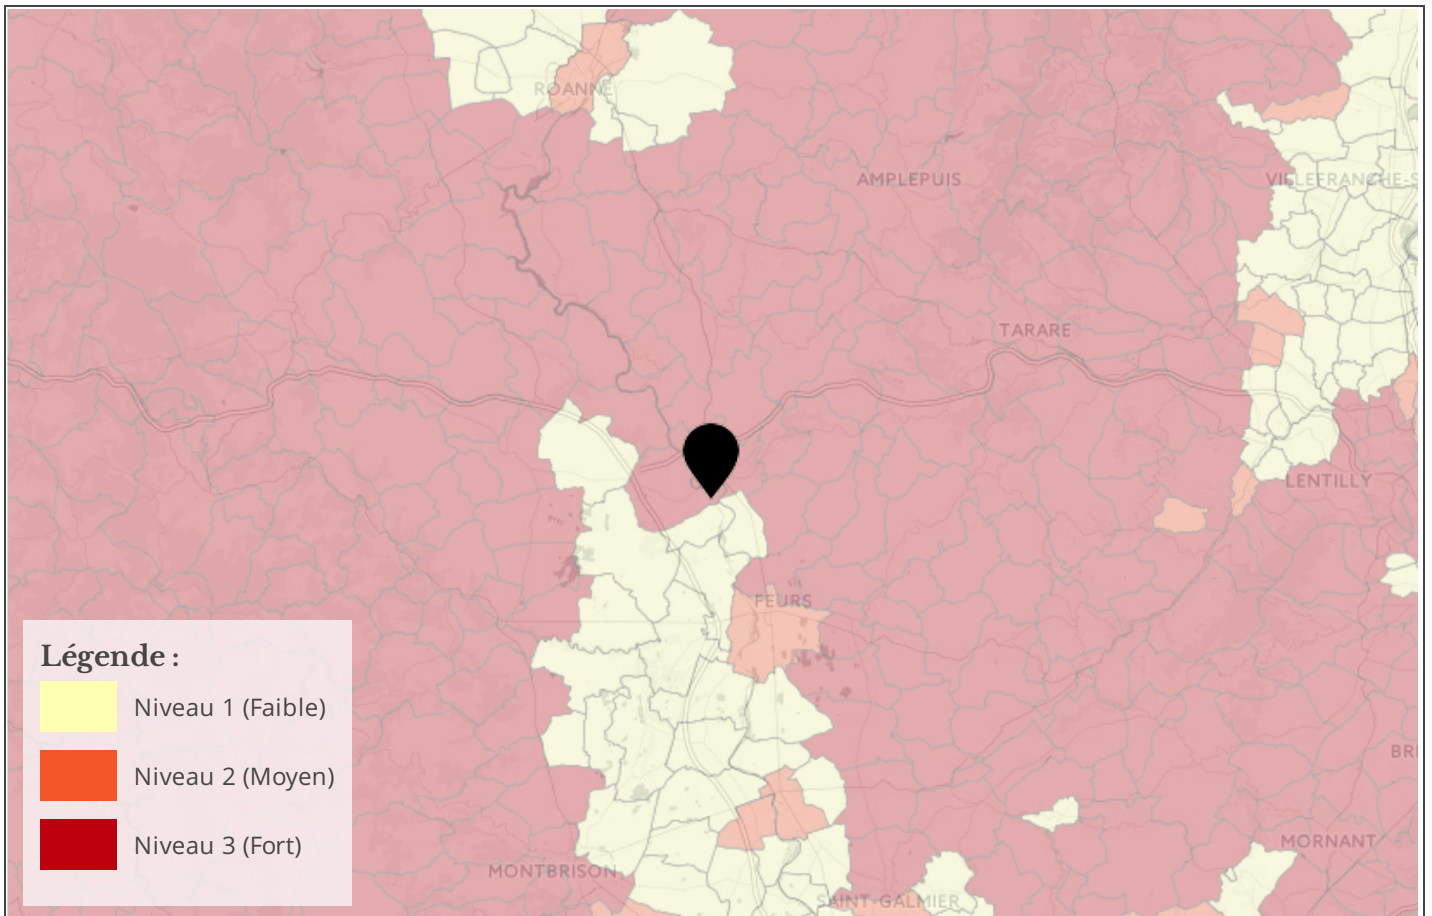 ROANNE
AMPLEPUIS
VILLEFRANCHE-S
TARARE
LENTILLY
FEURS
Légende :
Niveau 1 (Faible)
Niveau 2 (Moyen)
Niveau 3 (Fort)
BRI
MORNANT
MONTBRISON
SAINT-GALMIER